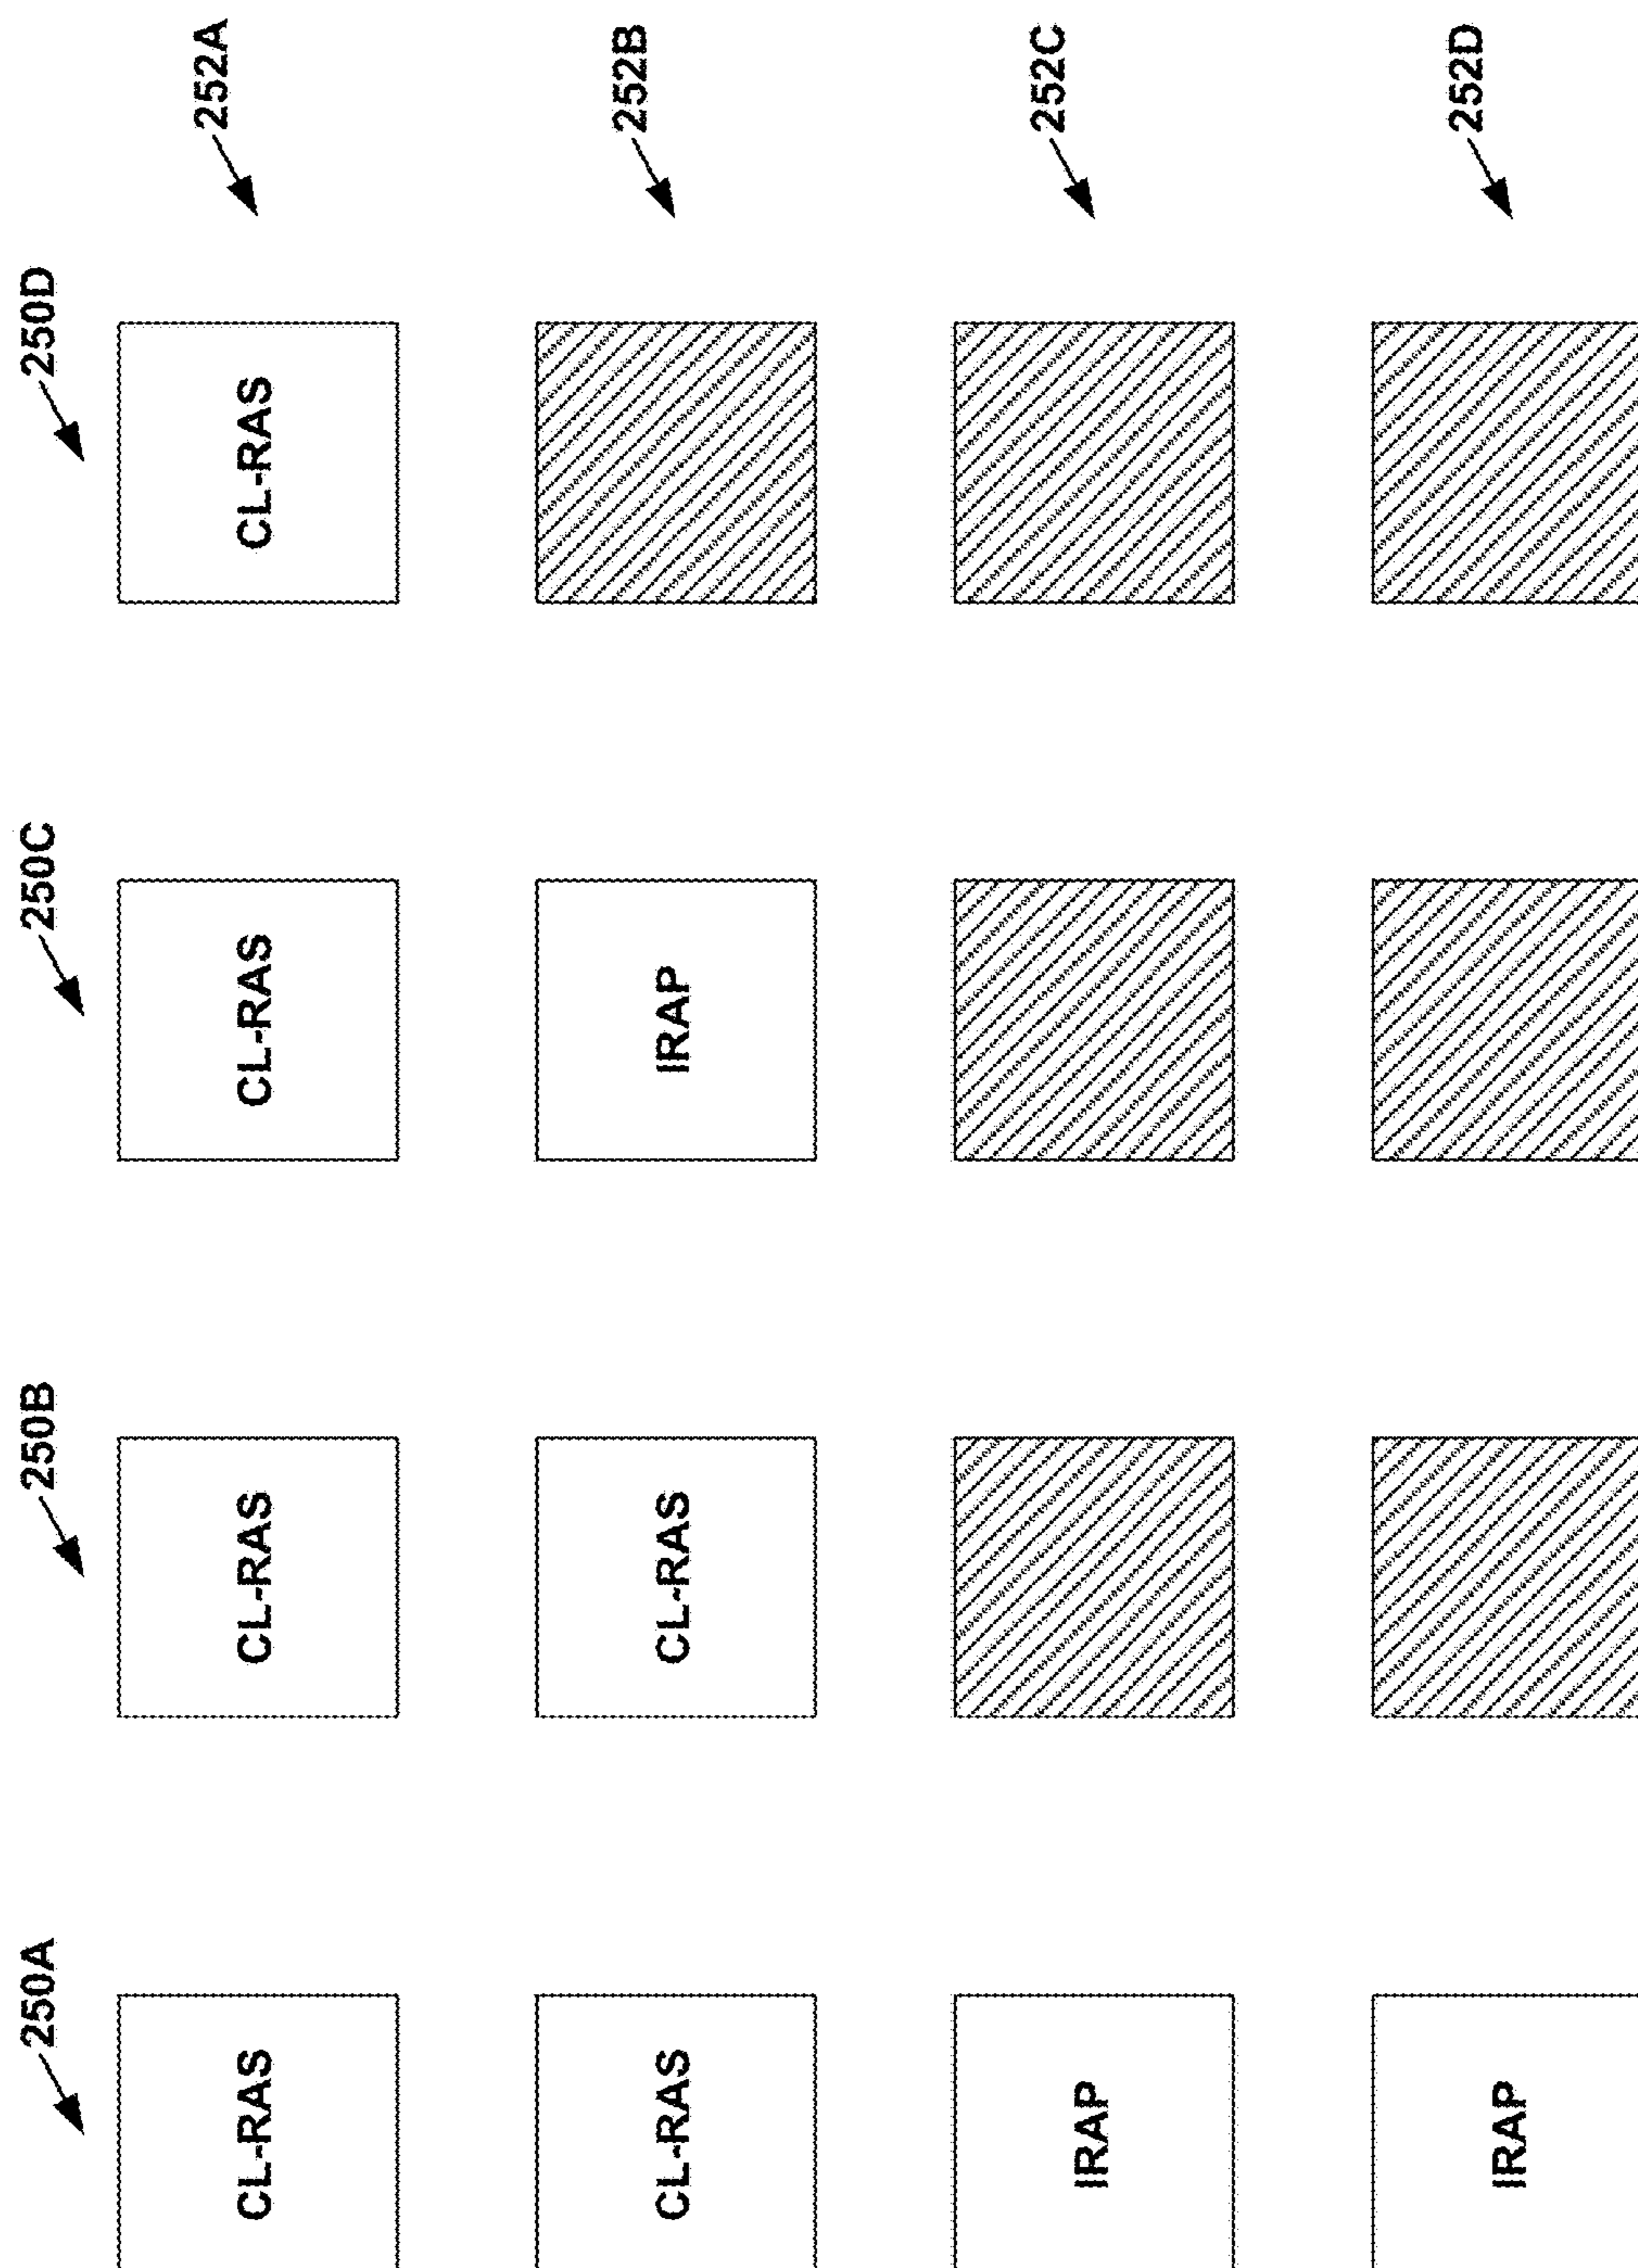 250A
250B
250C
250D
CL-RAS
CL-RAS
CL-RAS
CL-RAS
252A
CL-RAS
CL-RAS
IRAP
252B
IRAP
252C
IRAP
252D